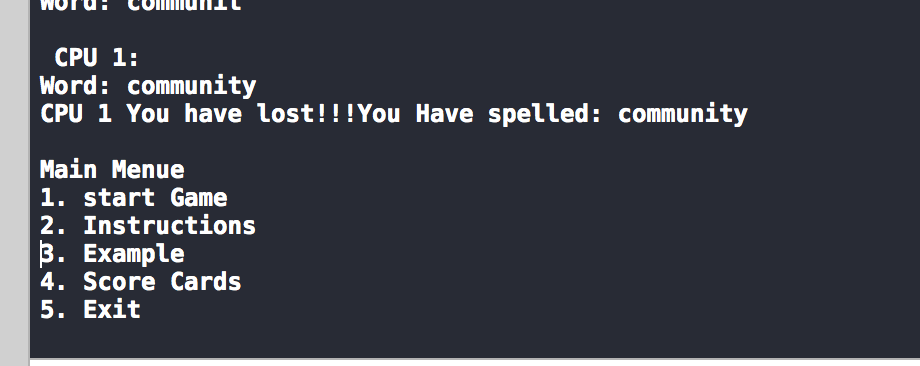 Word: communit
CPU 1:
Word: community
CPU 1 You have lost!!!You Have spelled: community
Main Menue
1. start Game
2. Instructions
3. Example
4. Score Cards
5. Exit